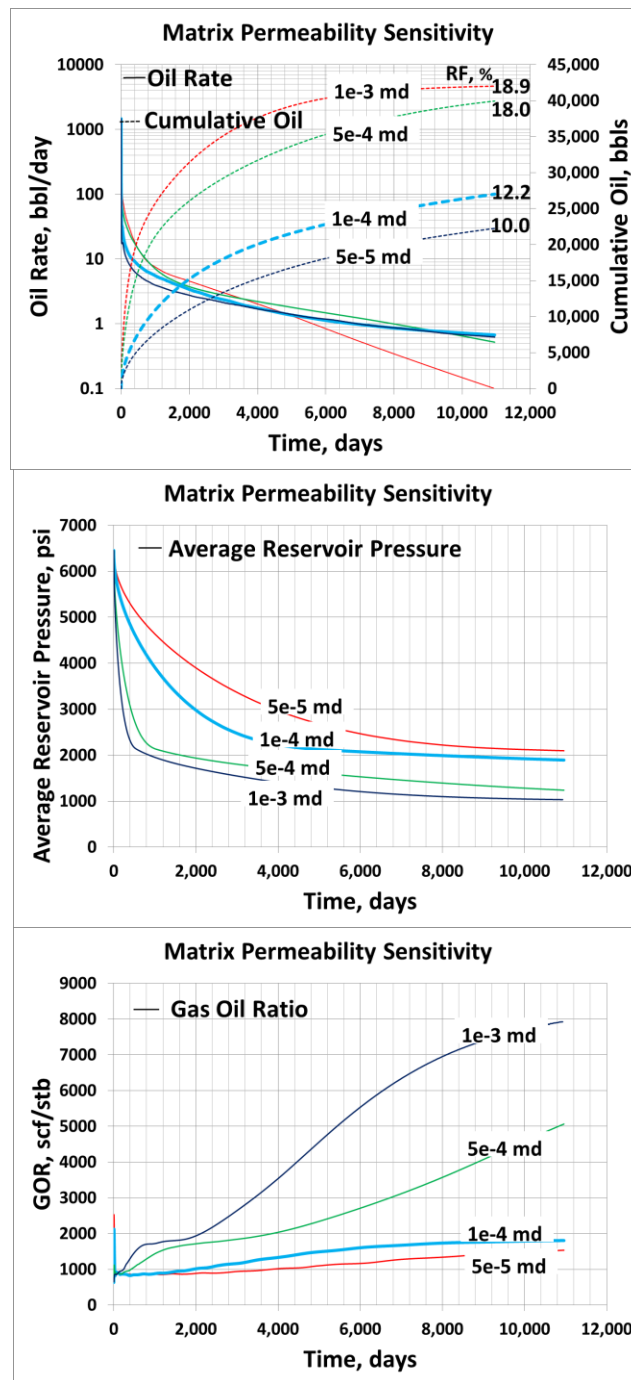 Matrix Permeability Sensitivity
10000
1000
100
10
1
0.1
Oil Rate, bbl/day
Oil Rate
Cumulative Oil
RF, %
1e-3 md
18.9
5e-4 md
18.0
1e-4 md
12.2
5e-5 md
10.0
45,000
40,000
35,000
30,000
25,000
20,000
15,000
10,000
5,000
0
Cumulative Oil, bbls
0 2,000 4,000 6,000 8,000 10,000 12,000
Time, days
Matrix Permeability Sensitivity
7000
6000
5000
4000
3000
2000
1000
0
Average Reservoir Pressure, psi
Average Reservoir Pressure
5e-5 md
1e-4 md
5e-4 md
1e-3 md
0 2,000 4,000 6,000 8,000 10,000 12,000
Time, days
Matrix Permeability Sensitivity
9000
8000
7000
6000
5000
4000
3000
2000
1000
0
GOR, scf/stb
Gas Oil Ratio
1e-3 md
5e-4 md
1e-4 md
5e-5 md
0 2,000 4,000 6,000 8,000 10,000 12,000
Time, days